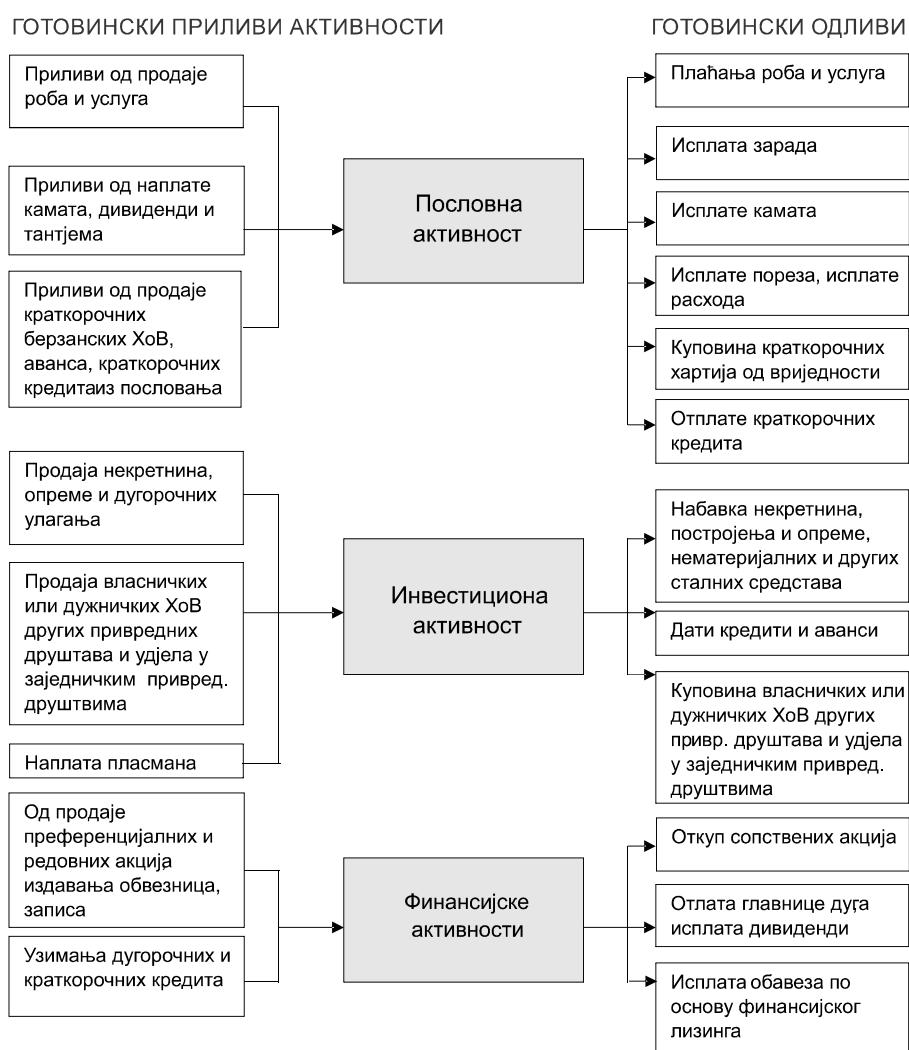 ГОТОВИНСКИ ПРИЛИВИ АКТИВНОСТИ
ГОТОВИНСКИ ОДЛИВИ
Приливи од продаје
роба и услуга
Приливи од наплате
камата, дивиденди и
тантјема
Приливи од продаје
краткорочних
берзанских ХоВ,
аванса, краткорочних
кредитаиз пословања
Пословна
активност
Плаћања роба и услуга
Исплата зарада
Исплате камата
Исплате пореза, исплате
расхода
Куповина краткорочних
хартија од вриједности
Отплате краткорочних
кредита
Продаја некретнина,
опреме и дугорочних
улагања
Продаја власничких
или дужничких ХоВ
других привредних
друштава и удјела у
заједничким привред.
друштвима
Наплата пласмана
Инвестициона
активност
Набавка некретнина,
постројења и опреме,
нематеријалних и других
сталних средстава
Дати кредити и аванси
Куповина власничких или
дужничких ХоВ других
привр. друштава и удјела
у заједничким привред.
друштвима
Од продаје
преференцијалних и
редовних акција
издавања обвезница,
записа
Узимања дугорочних и
краткорочних кредита
Финансијске
активности
Откуп сопствених акција
Отлата главнице дуга,
исплата дивиденди
Исплата обавеза по
основу финансијског
лизинга